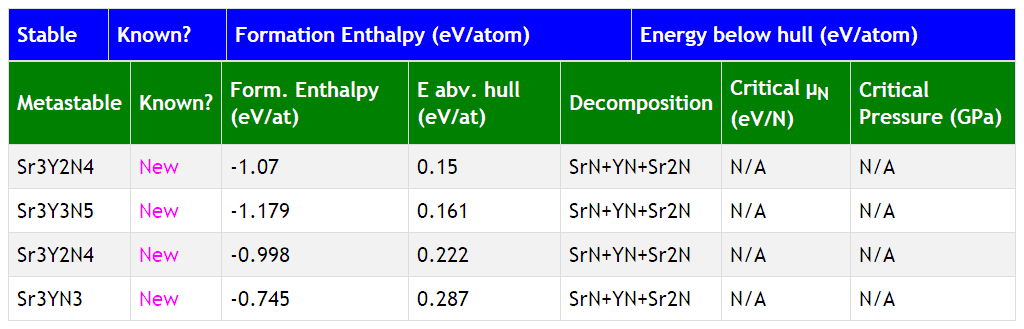 Stable Known? Formation Enthalpy (eV/atom) Energy below hull (eV/atom)
Metastable Known? Form. Enthalpy (eV/at) E abv. hull (eV/at) Decomposition Critical μN (eV/N) Critical Pressure (GPa)
Sr3Y2N4 New -1.07 0.15 SrN+YN+Sr2N N/A N/A
Sr3Y3N5 New -1.179 0.161 SrN+YN+Sr2N N/A N/A
Sr3Y2N4 New -0.998 0.222 SrN+YN+Sr2N N/A N/A
Sr3YN3 New -0.745 0.287 SrN+YN+Sr2N N/A N/A